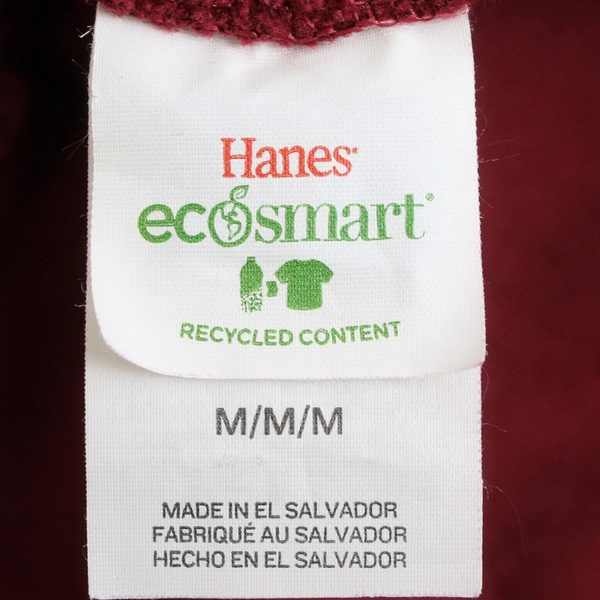 Hanes®
ecosmart®
RECYCLED CONTENT
M/M/M
MADE IN EL SALVADOR
FABRIQUÉ AU SALVADOR
HECHO EN EL SALVADOR